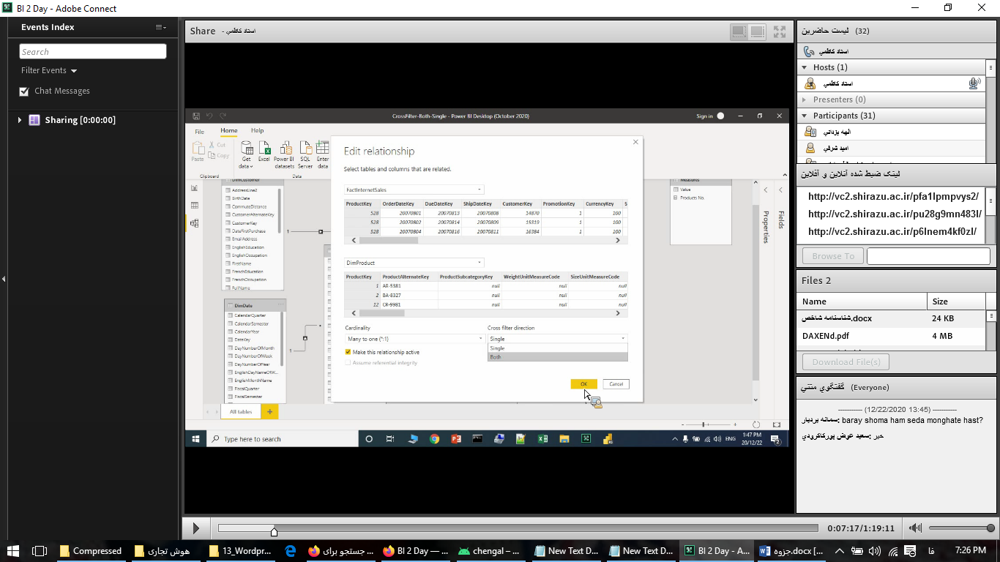 BI 2 Day - Adobe Connect
Events Index
Search
Filter Events
Chat Messages
Sharing [0:00:00]
Share استاد کاظمي -
CrossFilter-Both-Single - Power BI Desktop (October 2020)
Sign in
File Home Help
Paste Cut Copy
Get data Excel Power BI datasets SQL Server Enter data
Clipboard Data
DimCustomer
AddressLine2
BirthDate
CommuteDistance
CustomerAlternateKey
CustomerKey
DateFirstPurchase
EmailAddress
EnglishEducation
EnglishOccupation
FirstName
FrenchEducation
FrenchOccupation
FullName
1
DimDate
CalendarQuarter
CalendarSemester
CalendarYear
DateKey
DayNumberOfMonth
DayNumberOfWeek
DayNumberOfYear
EnglishDayNameOfW...
EnglishMonthName
FiscalQuarter
FiscalSemester
1
*
Edit relationship
Select tables and columns that are related.
FactInternetSales
ProductKey OrderDateKey DueDateKey ShipDateKey CustomerKey PromotionKey CurrencyKey S
528 20070801 20070813 20070808 14870 1 100
528 20070802 20070814 20070809 15319 1 100
528 20070804 20070816 20070811 16384 1 100
DimProduct
ProductKey ProductAlternateKey ProductSubcategoryKey WeightUnitMeasureCode SizeUnitMeasureCode
1 AR-5381 null null null
2 BA-8327 null null null
12 CR-9981 null null null
Cardinality Cross filter direction
Many to one (*:1) Single
Single
Both
Make this relationship active
Assume referential integrity
OK Cancel
Measures
Value
Products No.
Properties
Fields
All tables
Type here to search
ENG
1:47 PM
20/12/22
2
0:07:17/1:19:11
لیست حاضرین (32)
استاد کاظمي
Hosts (1)
استاد کاظمي
Presenters (0)
Participants (31)
الهه یزداني
امید شرفي
لینک ضبط شده آنلاین و آفلاین
http://vc2.shirazu.ac.ir/pfa1lpmpvys2/
http://vc2.shirazu.ac.ir/pu28g9mn483l/
http://vc2.shirazu.ac.ir/p6lnem4kf0zl/
Browse To
Files 2
Name Size
شناسنامه شاخص.docx 24 KB
DAXENd.pdf 4 MB
Download File(s)
گفتگوي متني (Everyone)
----------- (12/22/2020 13:45) -----------
سمانه بردبار: baray shoma ham seda monghate hast?
سعید عوض پورکاکرودي: خیر
Compressed
هوش تجاری
13_Wordpr...
جستجو برای ...
BI 2 Day — ...
chengal – ...
New Text D...
New Text D...
BI 2 Day - A...
جزوه.docx [...
فا
7:26 PM